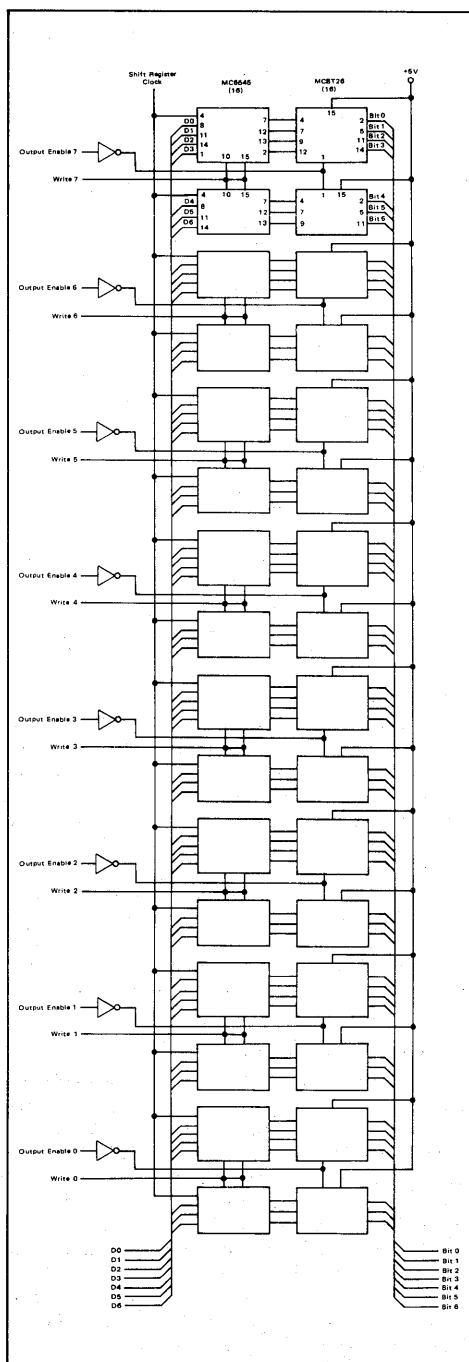 Shift Register
Clock
MC6545
(16)
MC8T26
(16)
+5V
4
D0
8
D1
11
D2
14
D3
1
7
12
13
2
10
15
4
7
9
12
15
2
5
11
14
1
Bit 0
Bit 1
Bit 2
Bit 3
Output Enable 7
Write 7
4
D4
8
D5
11
D6
14
10
15
7
12
13
4
7
9
1
15
2
5
11
Bit 4
Bit 5
Bit 6
Output Enable 6
Write 6
Output Enable 5
Write 5
Output Enable 4
Write 4
Output Enable 3
Write 3
Output Enable 2
Write 2
Output Enable 1
Write 1
Output Enable 0
Write 0
D0
D1
D2
D3
D4
D5
D6
Bit 0
Bit 1
Bit 2
Bit 3
Bit 4
Bit 5
Bit 6